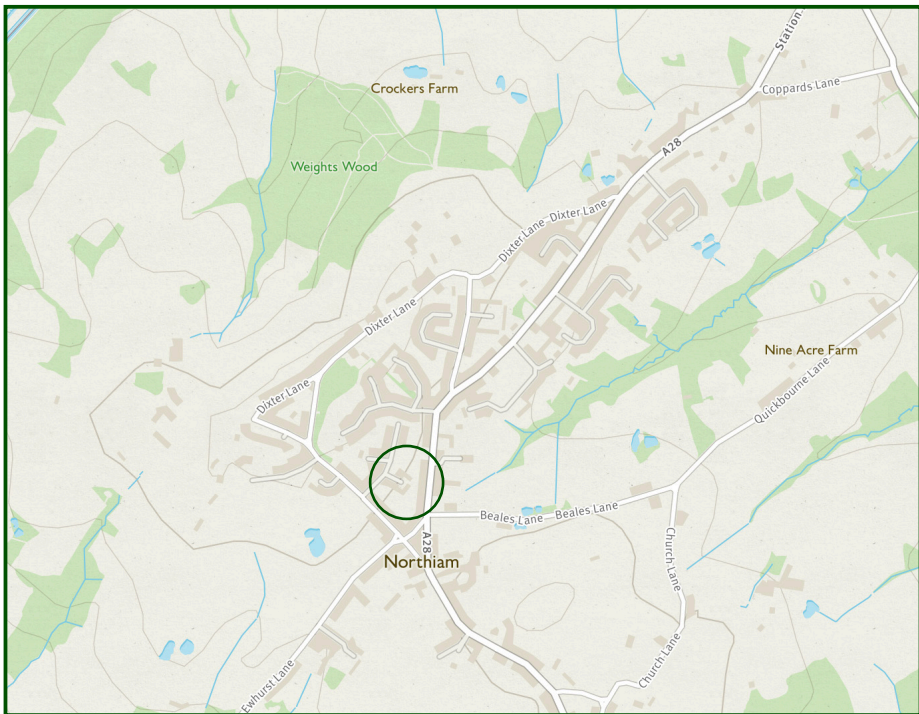 Station
Coppards Lane
Crockers Farm
A28
Weights Wood
Dixter Lane
Dixter Lane
Dixter Lane
Nine Acre Farm
Dixter Lane
Quickbourne Lane
Beales Lane
Beales Lane
A28
Northiam
Church Lane
Church Lane
Ewhurst Lane